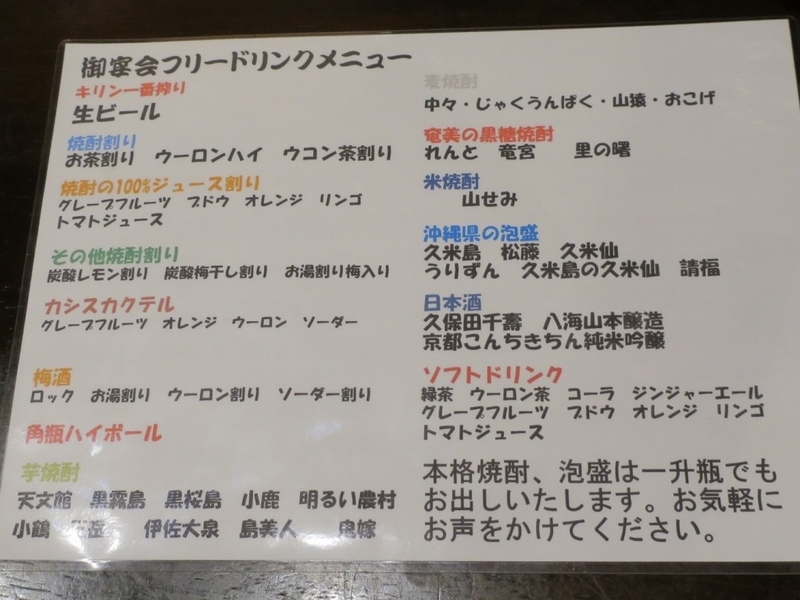 御宴会フリードリンクメニュー
キリン一番搾り
生ビール
焼酎割り
お茶割り ウーロンハイ ウコン茶割り
焼酎の100%ジュース割り
グレープフルーツ ブドウ オレンジ リンゴ
トマトジュース
その他焼酎割り
炭酸レモン割り 炭酸梅干し割り お湯割り梅入り
カシスカクテル
グレープフルーツ オレンジ ウーロン ソーダー
梅酒
ロック お湯割り ウーロン割り ソーダー割り
角瓶ハイボール
芋焼酎
天文館 黒霧島 黒桜島 小鹿 明るい農村
小鶴 伊佐大泉 島美人 鬼嫁
麦焼酎
中々・じゃくうんぱく・山猿・おこげ
奄美の黒糖焼酎
れんと 竜宮 里の曙
米焼酎
山せみ
沖縄県の泡盛
久米島 松藤 久米仙
うりずん 久米島の久米仙 請福
日本酒
久保田千壽 八海山本醸造
京都こんちきちん純米吟醸
ソフトドリンク
緑茶 ウーロン茶 コーラ ジンジャーエール
グレープフルーツ ブドウ オレンジ リンゴ
トマトジュース
本格焼酎、泡盛は一升瓶でも
お出しいたします。お気軽に
お声をかけてください。